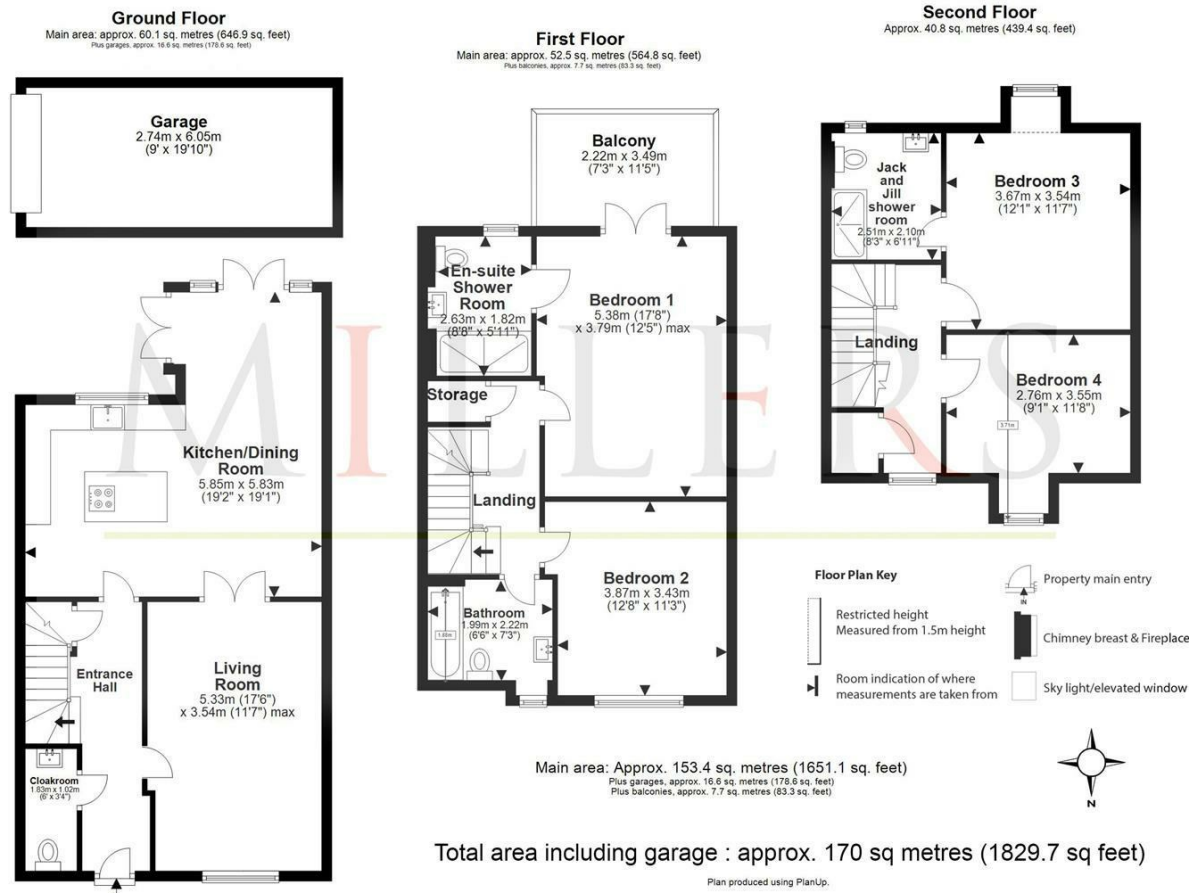 Ground Floor
Main area: approx. 60.1 sq. metres (646.9 sq. feet)
Plus garages, approx. 16.6 sq. metres (178.6 sq. feet)
Garage
2.74m x 6.05m
(9' x 19'10")
Kitchen/Dining
Room
5.85m x 5.83m
(19'2" x 19'1")
Entrance
Hall
Living
Room
5.33m (17'6")
x 3.54m (11'7") max
Cloakroom
1.83m x 1.02m
(6' x 3'4")
First Floor
Main area: approx. 52.5 sq. metres (564.8 sq. feet)
Plus balconies, approx. 7.7 sq. metres (83.3 sq. feet)
Balcony
2.22m x 3.49m
(7'3" x 11'5")
En-suite
Shower
Room
2.63m x 1.82m
(8'8" x 5'11")
Bedroom 1
5.38m (17'8")
x 3.79m (12'5") max
Storage
Landing
Bedroom 2
3.87m x 3.43m
(12'8" x 11'3")
Bathroom
1.99m x 2.22m
(6'6" x 7'3")
Second Floor
Approx. 40.8 sq. metres (439.4 sq. feet)
Jack
and
Jill
shower
room
2.51m x 2.10m
(8'3" x 6'11")
Bedroom 3
3.67m x 3.54m
(12'1" x 11'7")
Landing
Bedroom 4
2.76m x 3.55m
(9'1" x 11'8")
3.71m
MILLERS
Floor Plan Key
Restricted height
Measured from 1.5m height
Room indication of where
measurements are taken from
Property main entry
IN
Chimney breast & Fireplace
Sky light/elevated window
N
Main area: Approx. 153.4 sq. metres (1651.1 sq. feet)
Plus garages, approx. 16.6 sq. metres (178.6 sq. feet)
Plus balconies, approx. 7.7 sq. metres (83.3 sq. feet)
Total area including garage : approx. 170 sq metres (1829.7 sq feet)
Plan produced using PlanUp.